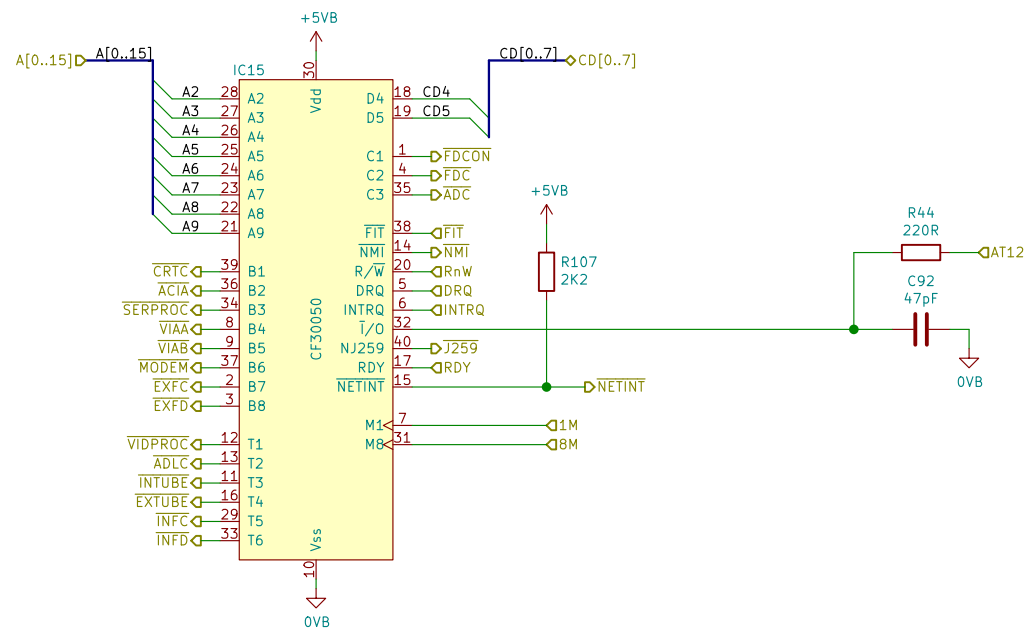 +5VB
A[0..15] A[0..15] CD[0..7] CD[0..7]
IC15 30 Vdd
A2 28 A2 D4 18 CD4
A3 27 A3 D5 19 CD5
A4 26 A4
A5 25 A5 C1 1 FDCON
A6 24 A6 C2 4 FDC
A7 23 A7 C3 35 ADC
+5VB
A8 22 A8
R44
220R
A9 21 A9 FIT 38 FIT
NMI 14 NMI AT12
CRTC 39 B1 R/W 20 RnW
R107
2K2
ACIA 36 B2 DRQ 5 DRQ
C92
47pF
SERPROC 34 B3 INTRQ 6 INTRQ
CF30050
VIAA 8 B4 I/O 32
VIAB 9 B5 NJ259 40 J259
MODEM 37 B6 RDY 17 RDY
0VB
EXFC 2 B7 NETINT 15 NETINT
EXFD 3 B8
M1 7 1M
VIDPROC 12 T1 M8 31 8M
ADLC 13 T2
INTUBE 11 T3
EXTUBE 16 T4
INFC 29 T5
INFD 33 T6
Vss
10
0VB